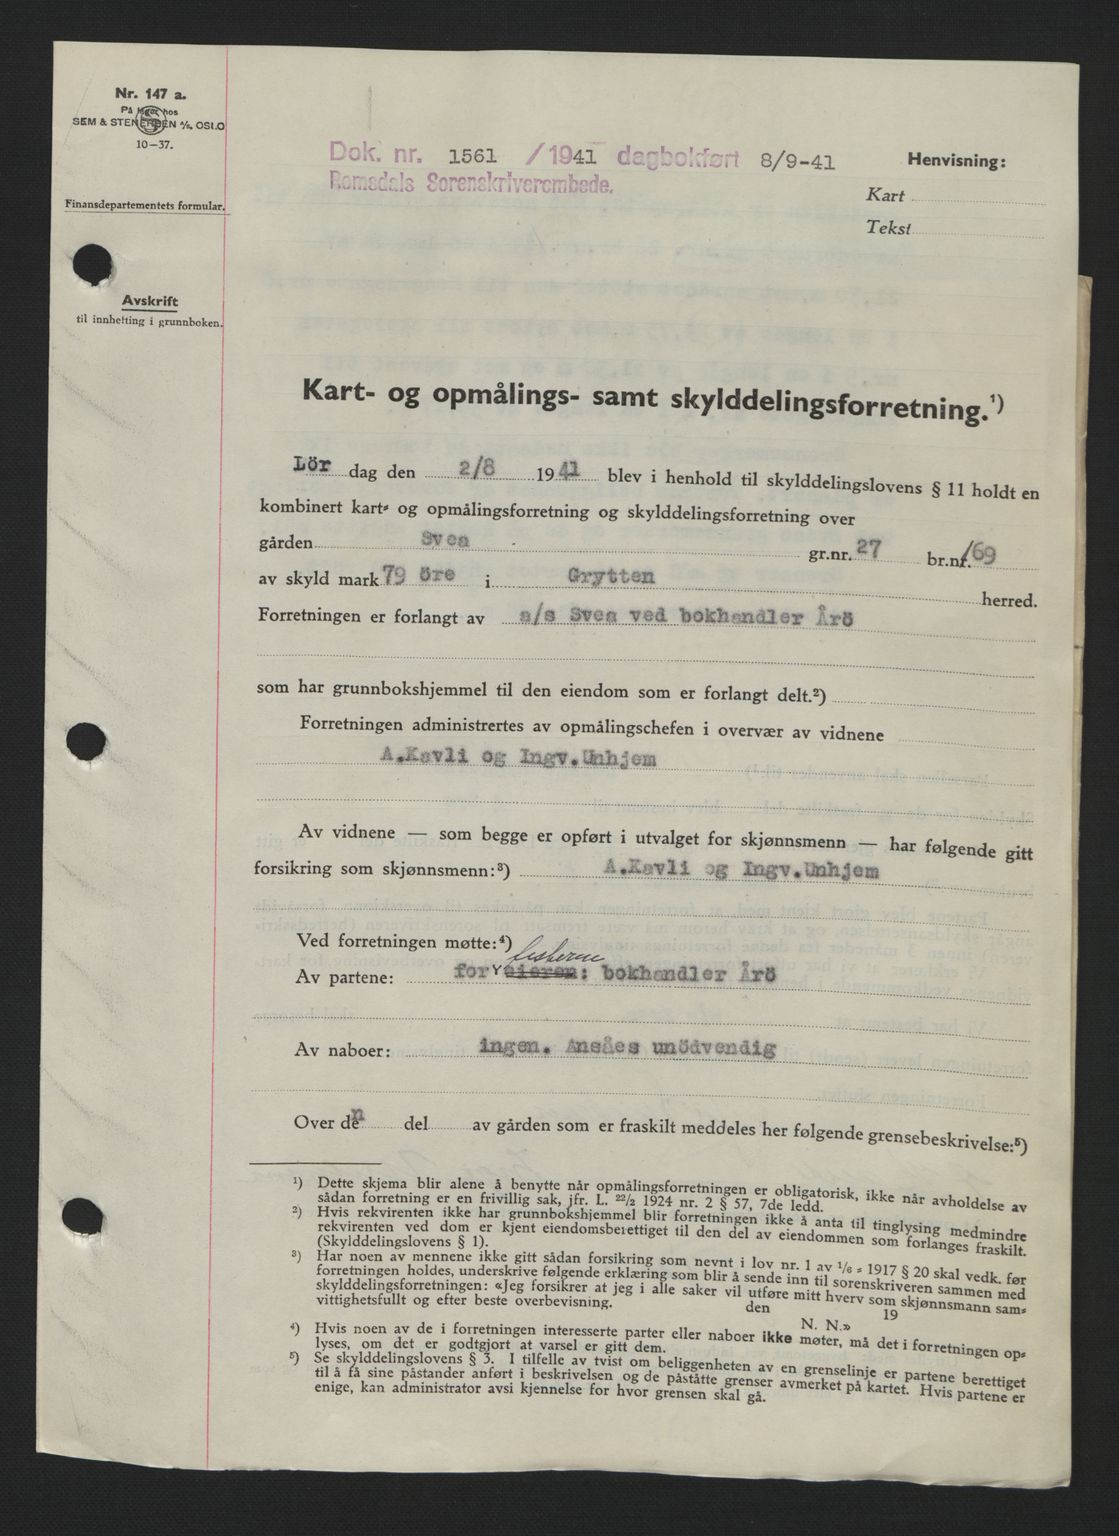 Nr. 147 a.
På lager hos
SEM & STENERSEN A/S. OSLO
10—37.
Finansdepartementets formular.
Avskrift
til innhefting i grunnboken.
Dok. nr. 1561 /1941 dagbokført 8/9-41
Romsdals Sorenskriverembede.
Henvisning:
Kart
Tekst
Kart- og opmålings- samt skylddelingsforretning.¹)
Lör dag den 2/8 1941 blev i henhold til skylddelingslovens § 11 holdt en
kombinert kart- og opmålingsforretning og skylddelingsforretning over
gården Svea gr.nr. 27 br.nr. 169
av skyld mark 79 öre i Grytten herred.
Forretningen er forlangt av a/s Svea ved bokhandler Årö
som har grunnbokshjemmel til den eiendom som er forlangt delt.²)
Forretningen administrertes av opmålingschefen i overvær av vidnene
A.Kavli og Ingv.Unhjem
Av vidnene — som begge er opført i utvalget for skjønnsmenn — har følgende gitt
forsikring som skjønnsmenn:³) A.Kavli og Ingv.Unhjem
Ved forretningen møtte:⁴)
Av partene: for eieren: bokhandler Årö
Av naboer: ingen. Ansåes unödvendig
Over den del av gården som er fraskilt meddeles her følgende grensebeskrivelse:⁵)
¹) Dette skjema blir alene å benytte når opmålingsforretningen er obligatorisk, ikke når avholdelse av
sådan forretning er en frivillig sak, jfr. L. 22/2 1924 nr. 2 § 57, 7de ledd.
²) Hvis rekvirenten ikke har grunnbokshjemmel blir forretningen ikke å anta til tinglysing medmindre
rekvirenten ved dom er kjent eiendomsberettiget til den del av eiendommen som forlanges fraskilt.
(Skylddelingslovens § 1).
³) Har noen av mennene ikke gitt sådan forsikring som nevnt i lov nr. 1 av 1/6 - 1917 § 20 skal vedk. før
forretningen holdes, underskrive følgende erklæring som blir å sende inn til sorenskriveren sammen med
skylddelingsforretningen: «Jeg forsikrer at jeg i alle saker vil utføre mitt hverv som skjønnsmann sam-
vittighetsfullt og efter beste overbevisning. den 19
N. N.»
⁴) Hvis noen av de i forretningen interesserte parter eller naboer ikke møter, må det i forretningen op-
lyses, om det er godtgjort at varsel er gitt dem.
⁵) Se skylddelingslovens § 3. I tilfelle av tvist om beliggenheten av en grenselinje er partene berettiget
til å få sine påstander anført i beskrivelsen og de påståtte grenser avmerket på kartet. Hvis partene er
enige, kan administrator avsi kjennelse for hvor grensen skal gå.